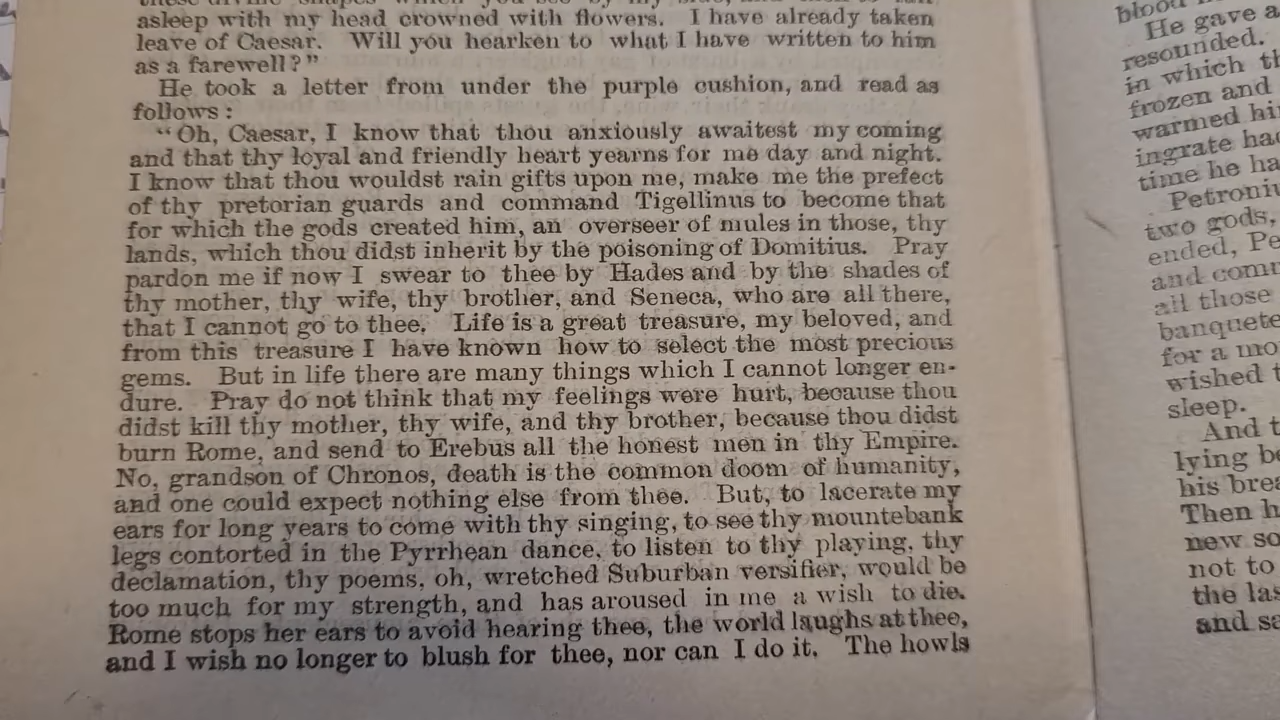 asleep with my head crowned with flowers. I have already taken
leave of Caesar. Will you hearken to what I have written to him
as a farewell?”
He took a letter from under the purple cushion, and read as
follows:
“Oh, Caesar, I know that thou anxiously awaitest my coming
and that thy loyal and friendly heart yearns for me day and night.
I know that thou wouldst rain gifts upon me, make me the prefect
of thy pretorian guards and command Tigellinus to become that
for which the gods created him, an overseer of mules in those, thy
lands, which thou didst inherit by the poisoning of Domitius. Pray
pardon me if now I swear to thee by Hades and by the shades of
thy mother, thy wife, thy brother, and Seneca, who are all there,
that I cannot go to thee. Life is a great treasure, my beloved, and
from this treasure I have known how to select the most precious
gems. But in life there are many things which I cannot longer en-
dure. Pray do not think that my feelings were hurt, because thou
didst kill thy mother, thy wife, and thy brother, because thou didst
burn Rome, and send to Erebus all the honest men in thy Empire.
No, grandson of Chronos, death is the common doom of humanity,
and one could expect nothing else from thee. But, to lacerate my
ears for long years to come with thy singing, to see thy mountebank
legs contorted in the Pyrrhean dance, to listen to thy playing, thy
declamation, thy poems, oh, wretched Suburban versifier, would be
too much for my strength, and has aroused in me a wish to die.
Rome stops her ears to avoid hearing thee, the world laughs at thee,
and I wish no longer to blush for thee, nor can I do it. The howls
blood
He gave a
resounded.
in which
frozen and
warmed
ingrate
time he
two gods,
ended,
and
all those
for a
wished
sleep.
And
lying
his
Then
new
not to
the
and